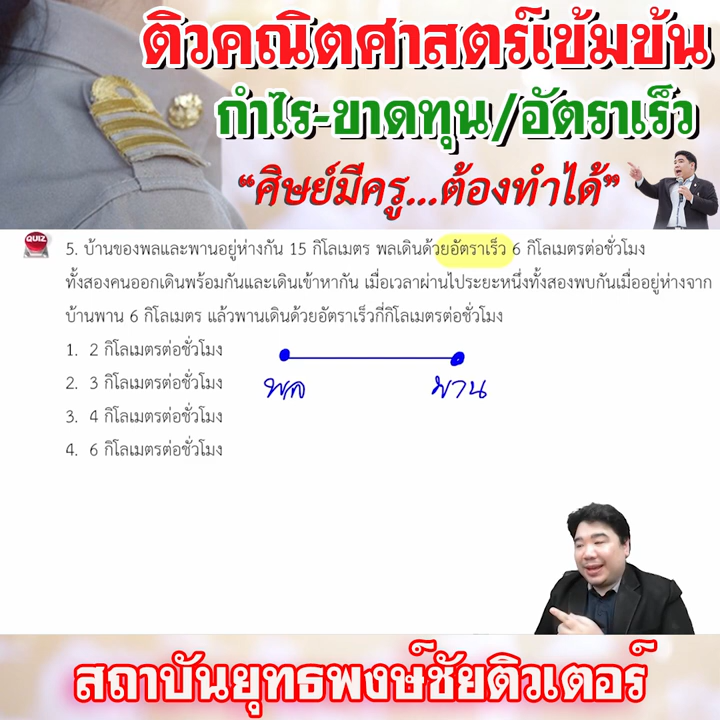 ติวคณิตศาสตร์เข้มข้น
กำไร-ขาดทุน/อัตราเร็ว
“ศิษย์มีครู...ต้องทำได้”
QUIZ
5. บ้านของพลและพานอยู่ห่างกัน 15 กิโลเมตร พลเดินด้วยอัตราเร็ว 6 กิโลเมตรต่อชั่วโมง
ทั้งสองคนออกเดินพร้อมกันและเดินเข้าหากัน เมื่อเวลาผ่านไประยะหนึ่งทั้งสองพบกันเมื่ออยู่ห่างจาก
บ้านพาน 6 กิโลเมตร แล้วพานเดินด้วยอัตราเร็วกี่กิโลเมตรต่อชั่วโมง
1. 2 กิโลเมตรต่อชั่วโมง
2. 3 กิโลเมตรต่อชั่วโมง
3. 4 กิโลเมตรต่อชั่วโมง
4. 6 กิโลเมตรต่อชั่วโมง
พล พาน
สถาบันยุทธพงษ์ชัยติวเตอร์